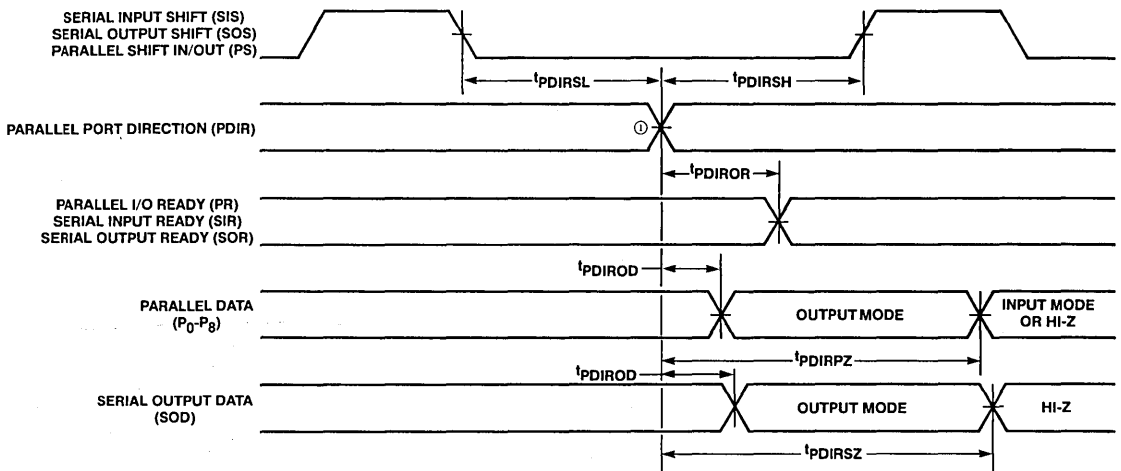 SERIAL INPUT SHIFT (SIS)
SERIAL OUTPUT SHIFT (SOS)
PARALLEL SHIFT IN/OUT (PS)
tPDIRSL
tPDIRSH
PARALLEL PORT DIRECTION (PDIR)
①
tPDIROR
PARALLEL I/O READY (PR)
SERIAL INPUT READY (SIR)
SERIAL OUTPUT READY (SOR)
tPDIROD
PARALLEL DATA
(P0-P8)
OUTPUT MODE
INPUT MODE
OR HI-Z
tPDIRPZ
tPDIROD
SERIAL OUTPUT DATA
(SOD)
OUTPUT MODE
HI-Z
tPDIRSZ